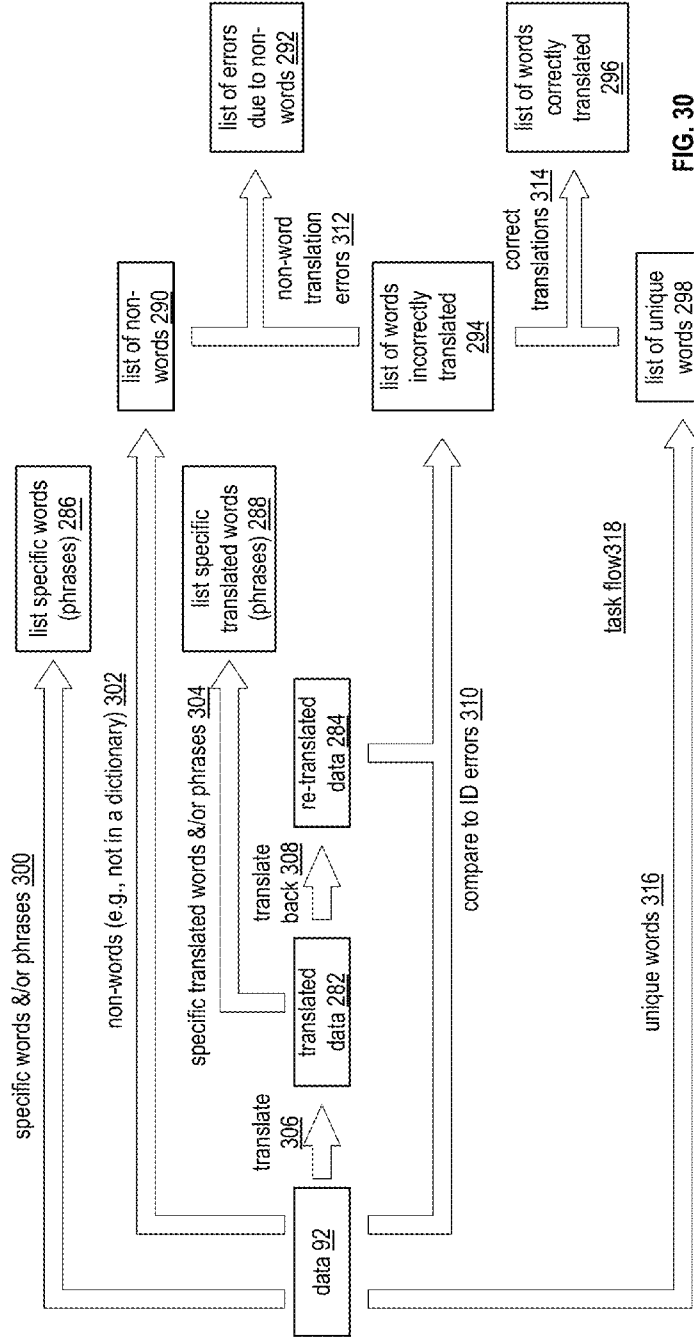 specific words &/or phrases 300
list specific words
(phrases) 286
non-words (e.g., not in a dictionary) 302
list of non-
words 290
specific translated words &/or phrases 304
list specific
translated words
(phrases) 288
list of errors
due to non-
words 292
non-word
translation
errors 312
data 92
translate
306
translated
data 282
translate
back 308
re-translated
data 284
compare to ID errors 310
list of words
incorrectly
translated
294
correct
translations 314
list of words
correctly
translated
296
unique words 316
task flow318
list of unique
words 298
FIG. 30